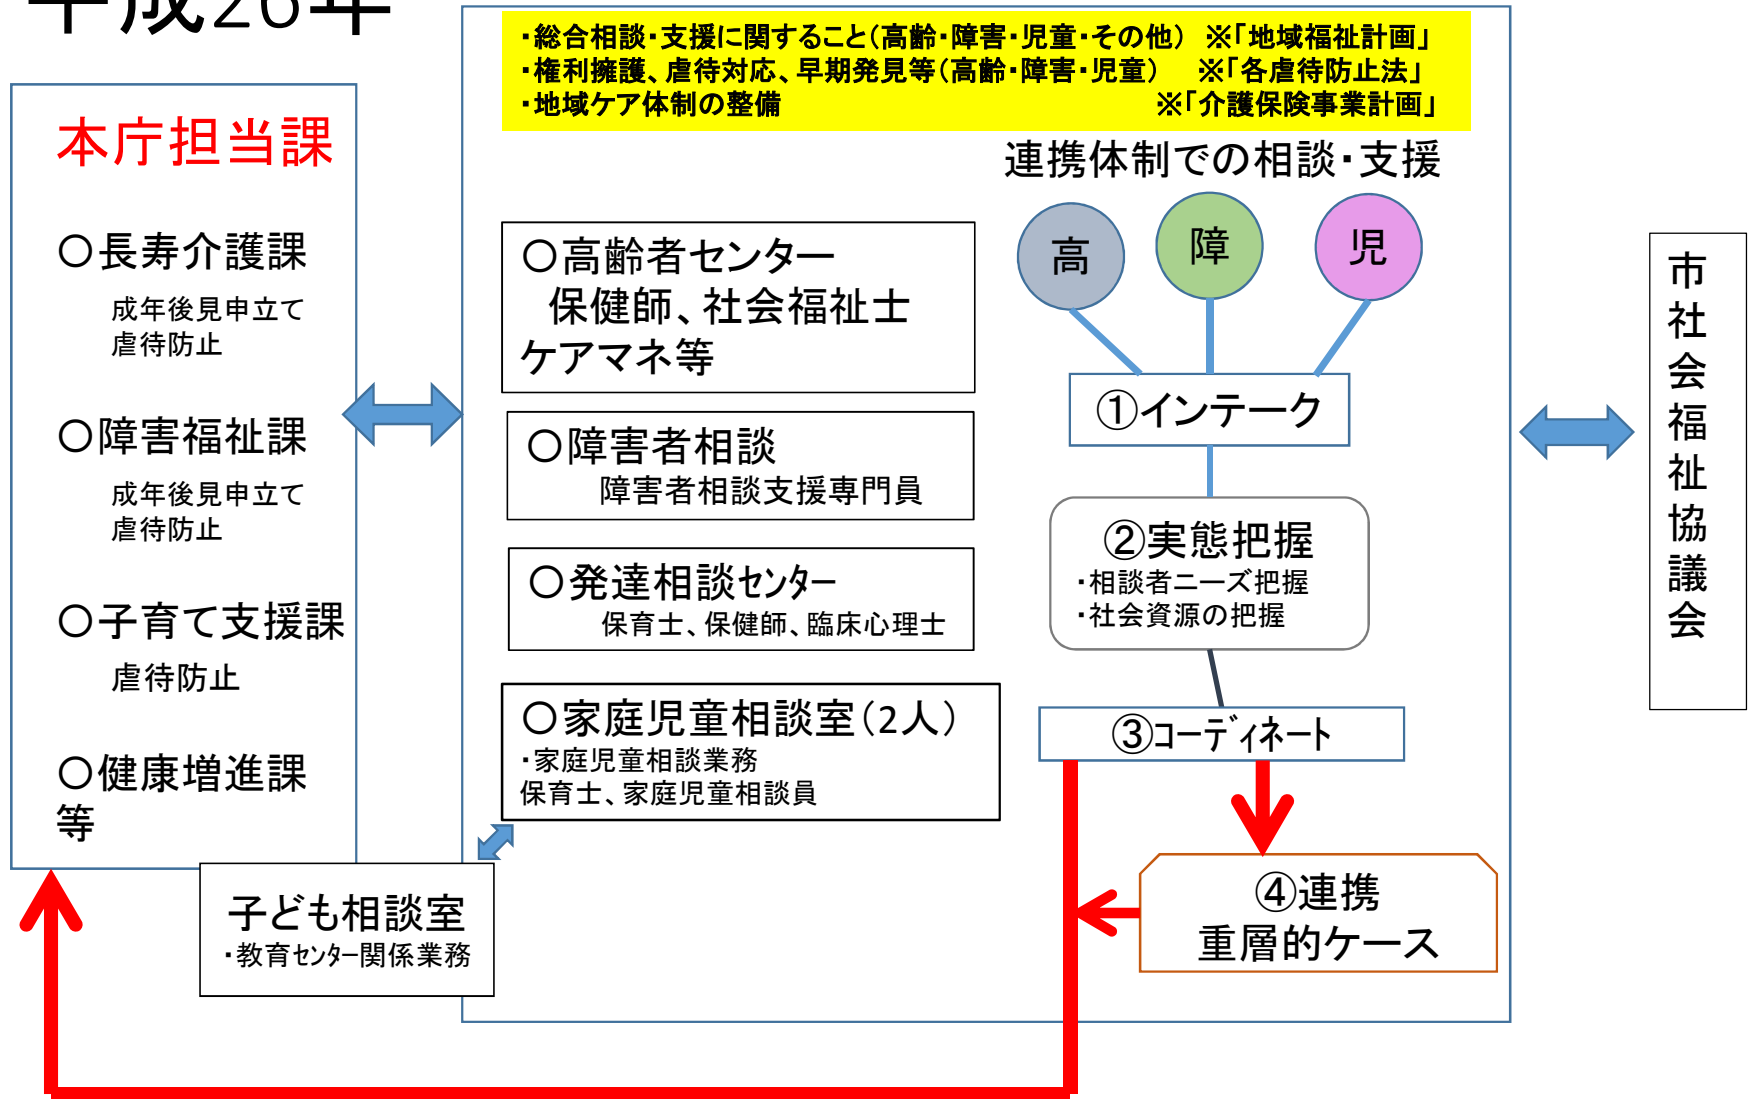 平成26年
・総合相談・支援に関すること（高齢・障害・児童・その他） ※「地域福祉計画」
・権利擁護、虐待対応、早期発見等（高齢・障害・児童） ※「各虐待防止法」
・地域ケア体制の整備 ※「介護保険事業計画」
本庁担当課
〇長寿介護課
成年後見申立て
虐待防止
〇障害福祉課
成年後見申立て
虐待防止
〇子育て支援課
虐待防止
〇健康増進課
等
子ども相談室
・教育センター関係業務
〇高齢者センター
保健師、社会福祉士
ケアマネ等
〇障害者相談
障害者相談支援専門員
〇発達相談センター
保育士、保健師、臨床心理士
〇家庭児童相談室（2人）
・家庭児童相談業務
保育士、家庭児童相談員
連携体制での相談・支援
高
障
児
①インテーク
②実態把握
・相談者ニーズ把握
・社会資源の把握
③コーディネート
④連携
重層的ケース
市社会福祉協議会